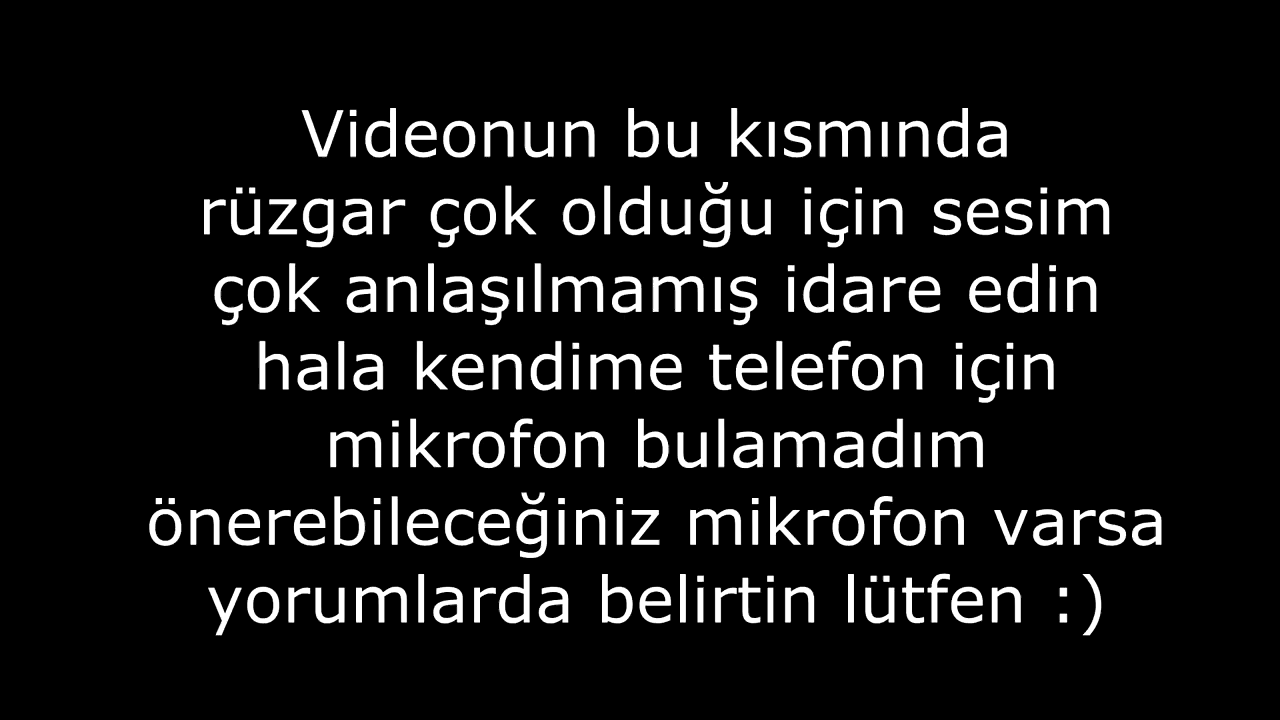 Videonun bu kısmında
rüzgar çok olduğu için sesim
çok anlaşılmamış idare edin
hala kendime telefon için
mikrofon bulamadım
önerebileceğiniz mikrofon varsa
yorumlarda belirtin lütfen :)